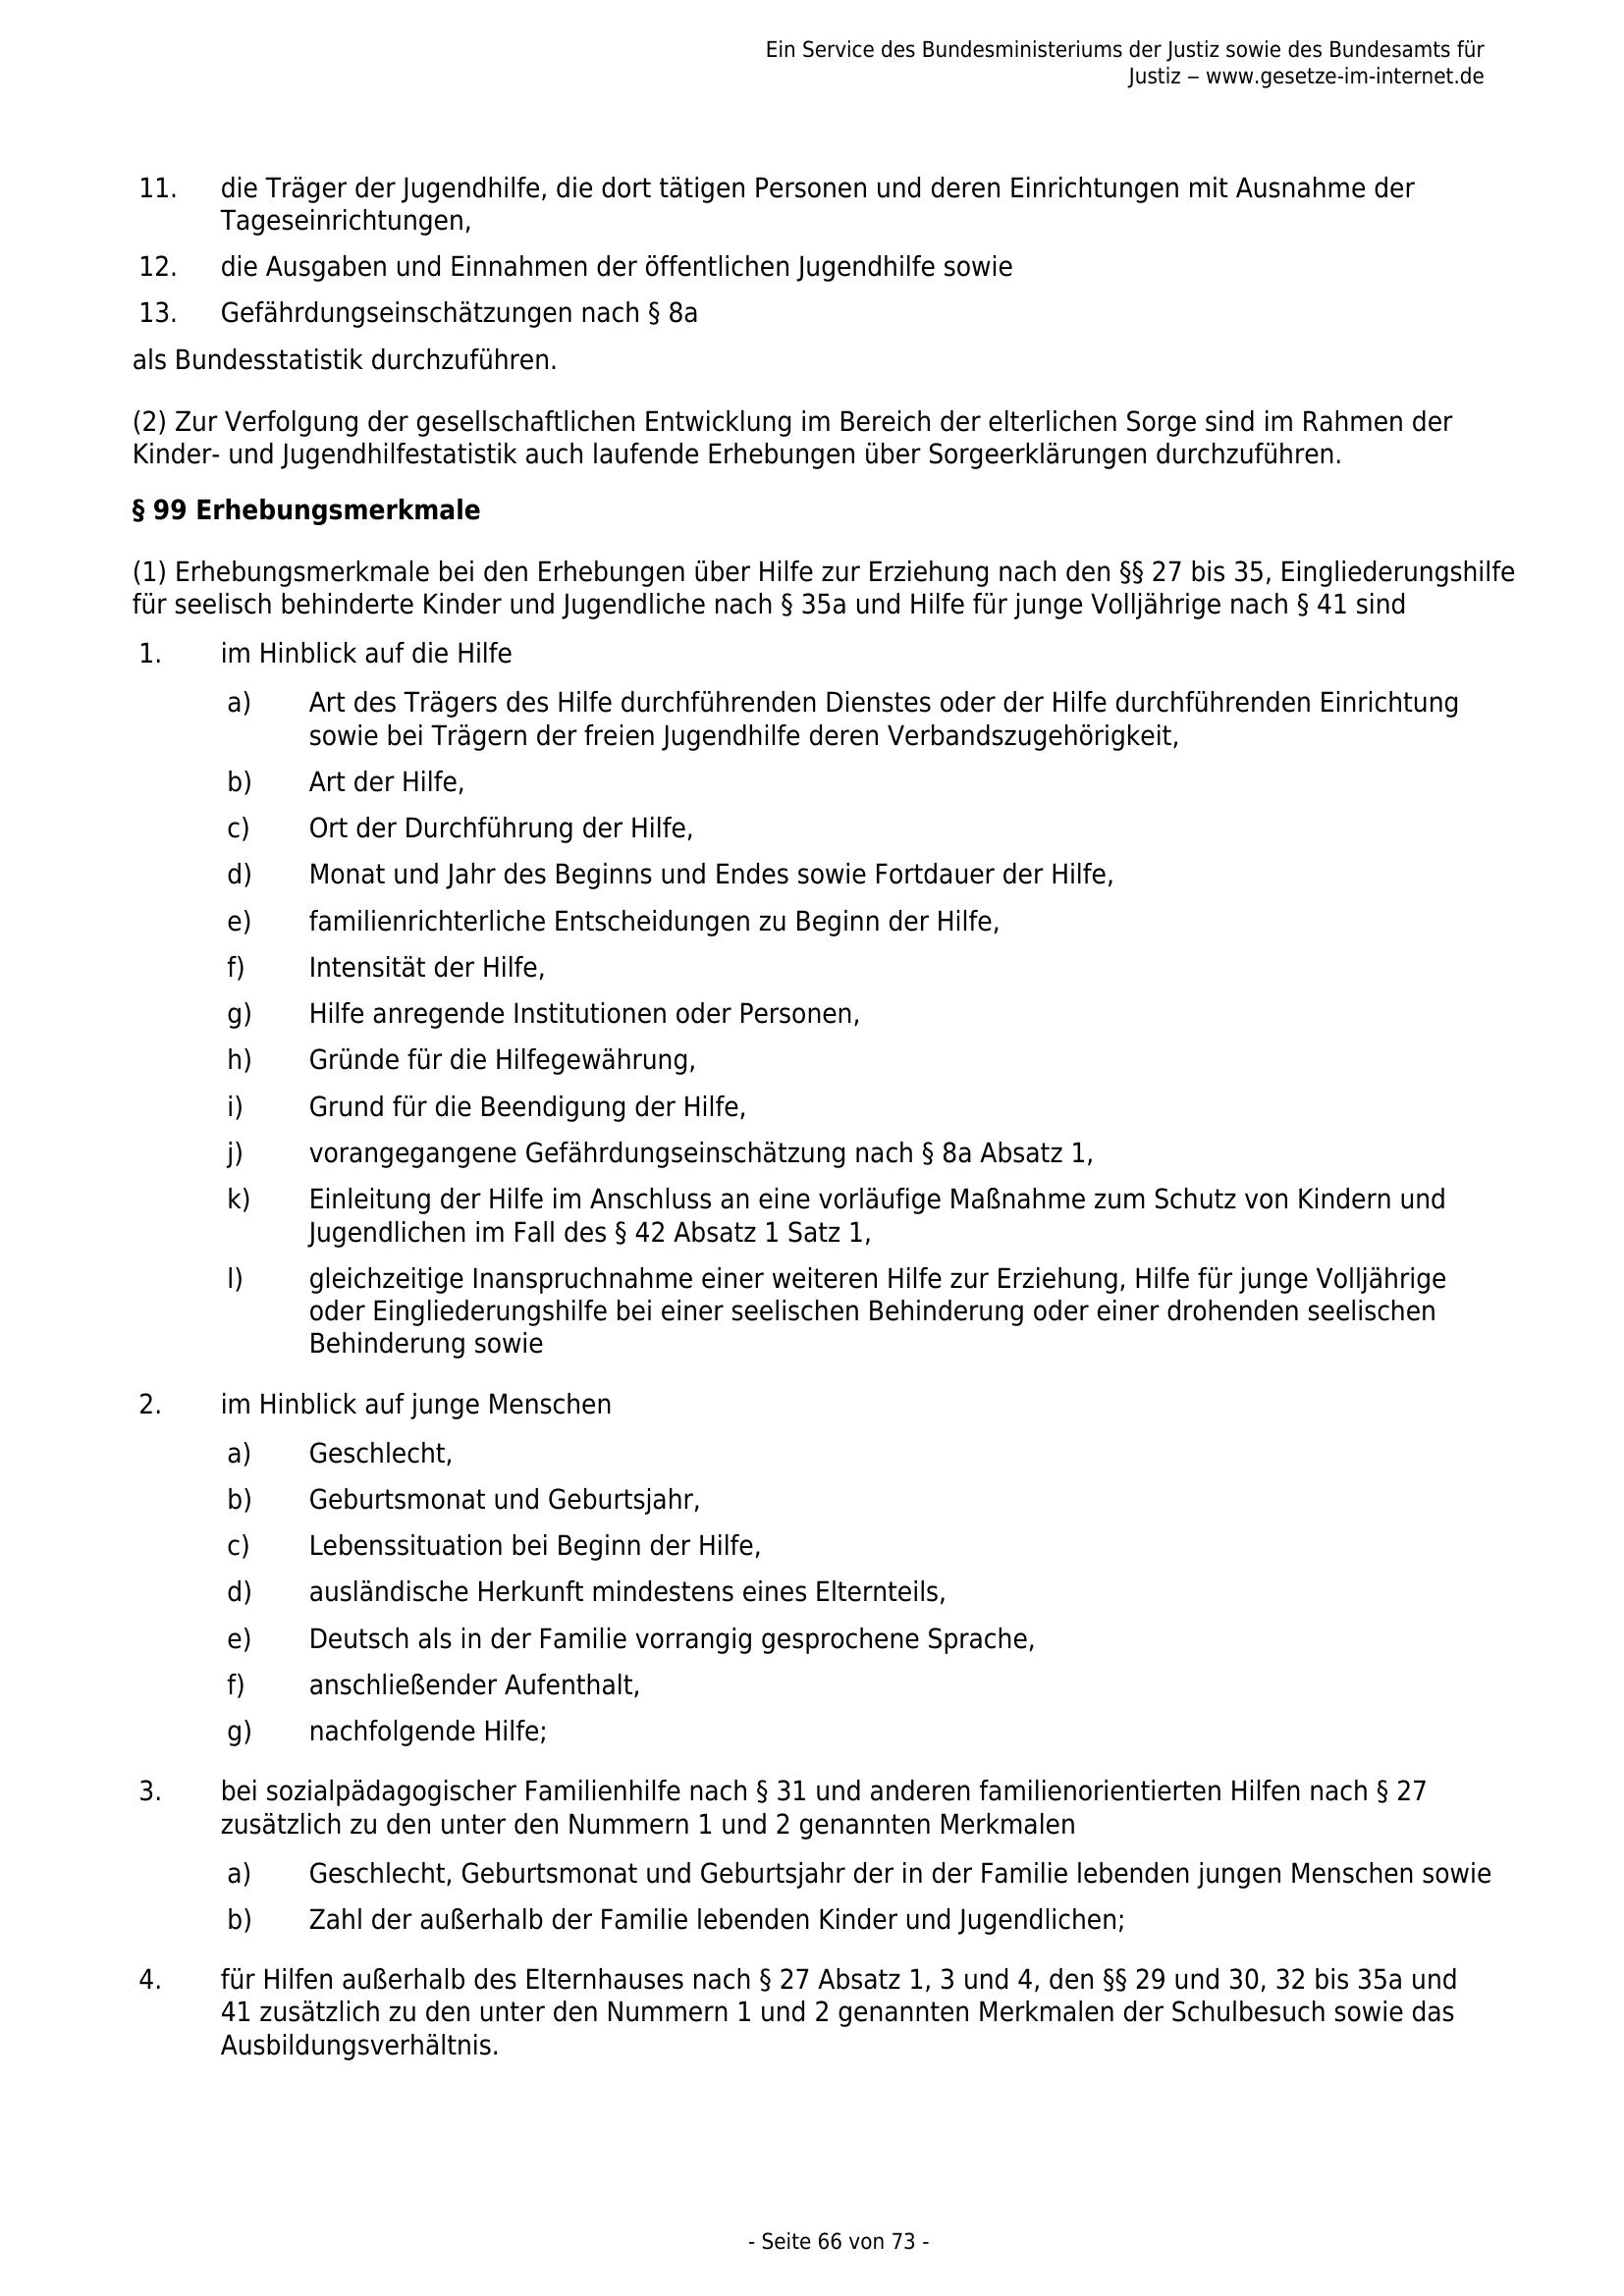 Ein Service des Bundesministeriums der Justiz sowie des Bundesamts für
Justiz ‒ www.gesetze-im-internet.de
11. die Träger der Jugendhilfe, die dort tätigen Personen und deren Einrichtungen mit Ausnahme der
Tageseinrichtungen,
12. die Ausgaben und Einnahmen der öffentlichen Jugendhilfe sowie
13. Gefährdungseinschätzungen nach § 8a
als Bundesstatistik durchzuführen.
(2) Zur Verfolgung der gesellschaftlichen Entwicklung im Bereich der elterlichen Sorge sind im Rahmen der
Kinder- und Jugendhilfestatistik auch laufende Erhebungen über Sorgeerklärungen durchzuführen.
§ 99 Erhebungsmerkmale
(1) Erhebungsmerkmale bei den Erhebungen über Hilfe zur Erziehung nach den §§ 27 bis 35, Eingliederungshilfe
für seelisch behinderte Kinder und Jugendliche nach § 35a und Hilfe für junge Volljährige nach § 41 sind
1. im Hinblick auf die Hilfe
a) Art des Trägers des Hilfe durchführenden Dienstes oder der Hilfe durchführenden Einrichtung
sowie bei Trägern der freien Jugendhilfe deren Verbandszugehörigkeit,
b) Art der Hilfe,
c) Ort der Durchführung der Hilfe,
d) Monat und Jahr des Beginns und Endes sowie Fortdauer der Hilfe,
e) familienrichterliche Entscheidungen zu Beginn der Hilfe,
f) Intensität der Hilfe,
g) Hilfe anregende Institutionen oder Personen,
h) Gründe für die Hilfegewährung,
i) Grund für die Beendigung der Hilfe,
j) vorangegangene Gefährdungseinschätzung nach § 8a Absatz 1,
k) Einleitung der Hilfe im Anschluss an eine vorläufige Maßnahme zum Schutz von Kindern und
Jugendlichen im Fall des § 42 Absatz 1 Satz 1,
l) gleichzeitige Inanspruchnahme einer weiteren Hilfe zur Erziehung, Hilfe für junge Volljährige
oder Eingliederungshilfe bei einer seelischen Behinderung oder einer drohenden seelischen
Behinderung sowie
2. im Hinblick auf junge Menschen
a) Geschlecht,
b) Geburtsmonat und Geburtsjahr,
c) Lebenssituation bei Beginn der Hilfe,
d) ausländische Herkunft mindestens eines Elternteils,
e) Deutsch als in der Familie vorrangig gesprochene Sprache,
f) anschließender Aufenthalt,
g) nachfolgende Hilfe;
3. bei sozialpädagogischer Familienhilfe nach § 31 und anderen familienorientierten Hilfen nach § 27
zusätzlich zu den unter den Nummern 1 und 2 genannten Merkmalen
a) Geschlecht, Geburtsmonat und Geburtsjahr der in der Familie lebenden jungen Menschen sowie
b) Zahl der außerhalb der Familie lebenden Kinder und Jugendlichen;
4. für Hilfen außerhalb des Elternhauses nach § 27 Absatz 1, 3 und 4, den §§ 29 und 30, 32 bis 35a und
41 zusätzlich zu den unter den Nummern 1 und 2 genannten Merkmalen der Schulbesuch sowie das
Ausbildungsverhältnis.
- Seite 66 von 73 -